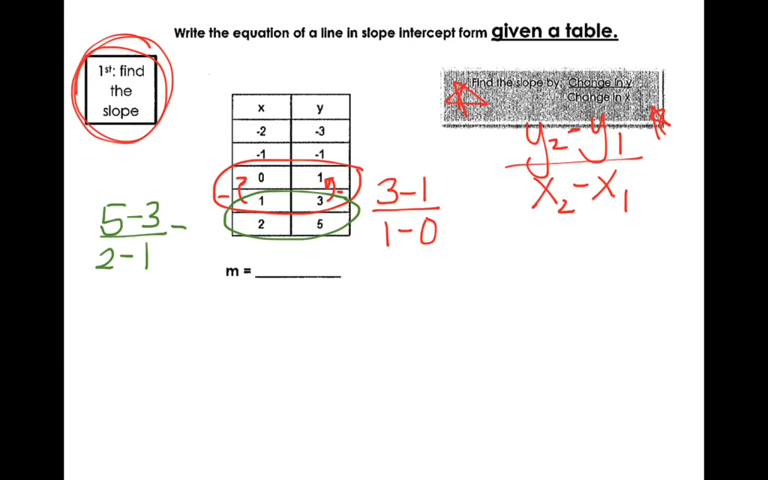 Write the equation of a line in slope intercept form given a table.
1st: find
the
slope
Find the slope by: Change in y
Change in x
y2 - y1
x2 - x1
x y
-2 -3
-1 -1
0 1
1 3
2 5
- -
3 - 1
1 - 0
5 - 3 =
2 - 1
m = ________